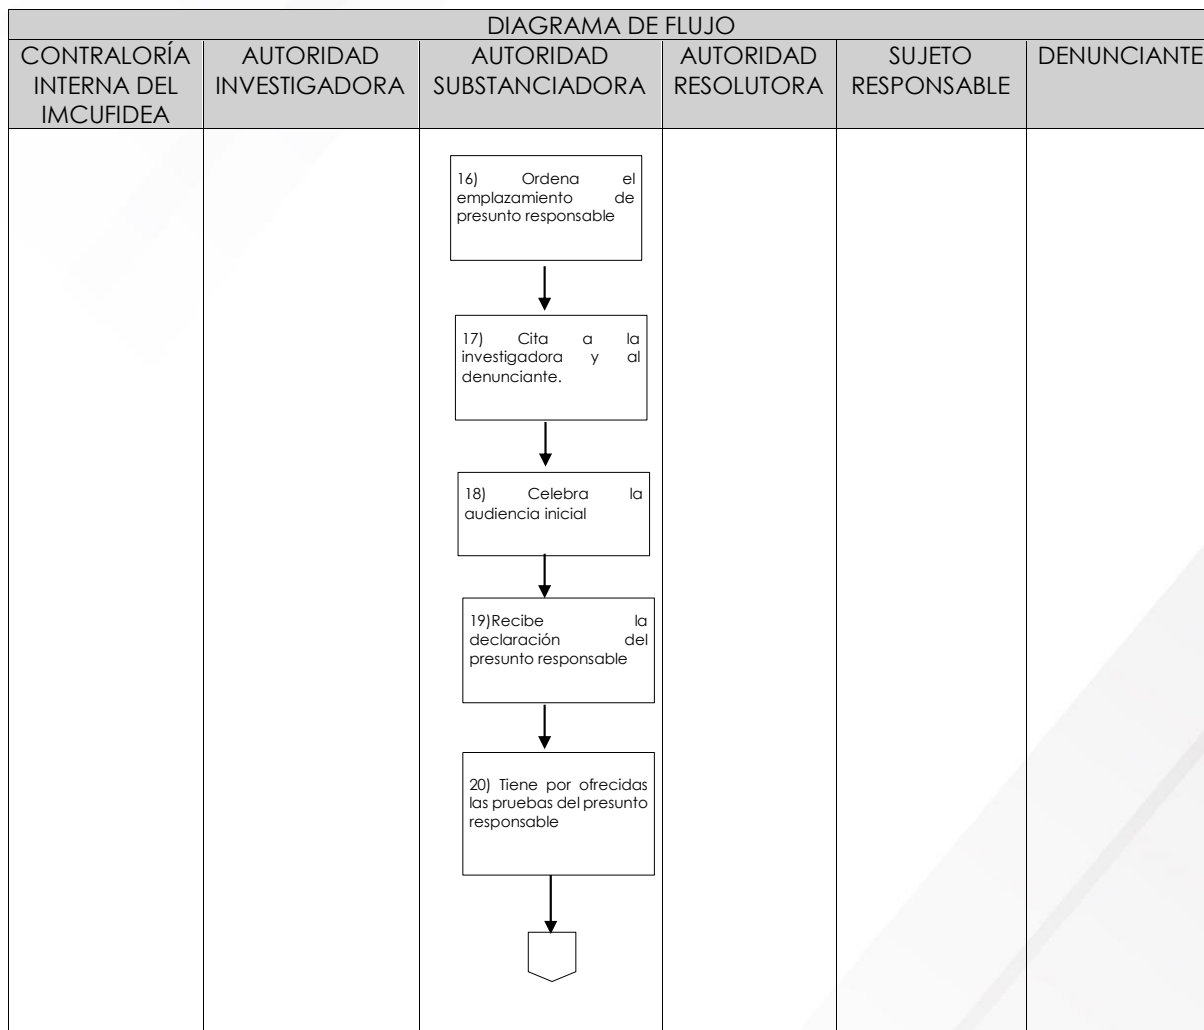 DIAGRAMA DE FLUJO
CONTRALORÍA
INTERNA DEL
IMCUFIDEA
AUTORIDAD
INVESTIGADORA
AUTORIDAD
SUBSTANCIADORA
AUTORIDAD
RESOLUTORA
SUJETO
RESPONSABLE
DENUNCIANTE
16) Ordena el
emplazamiento de
presunto responsable
17) Cita a la
investigadora y al
denunciante.
18) Celebra la
audiencia inicial
19)Recibe la
declaración del
presunto responsable
20) Tiene por ofrecidas
las pruebas del presunto
responsable